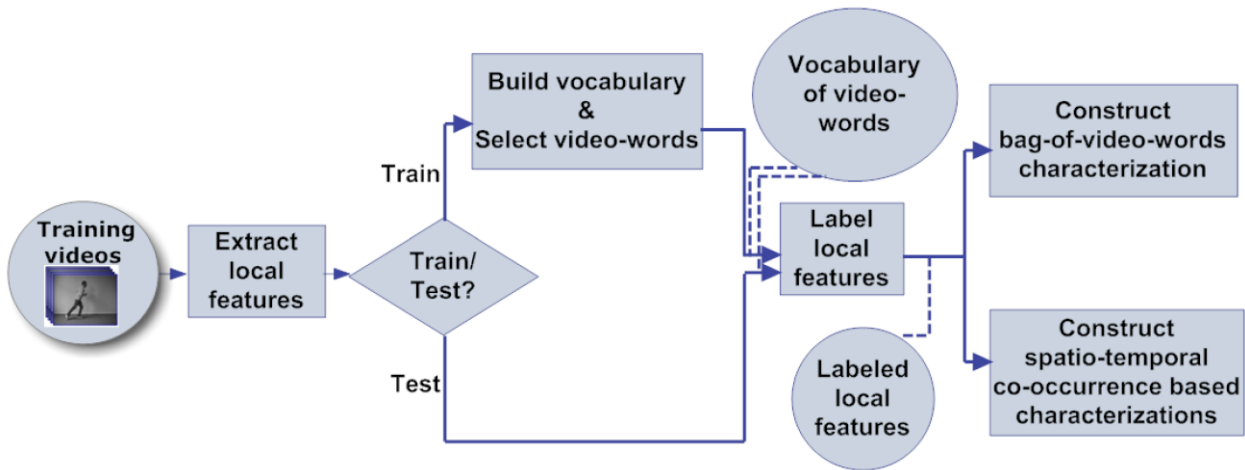 Training
videos
Extract
local
features
Train/
Test?
Train
Test
Build vocabulary
&
Select video-words
Vocabulary
of video-
words
Label
local
features
Labeled
local
features
Construct
bag-of-video-words
characterization
Construct
spatio-temporal
co-occurrence based
characterizations